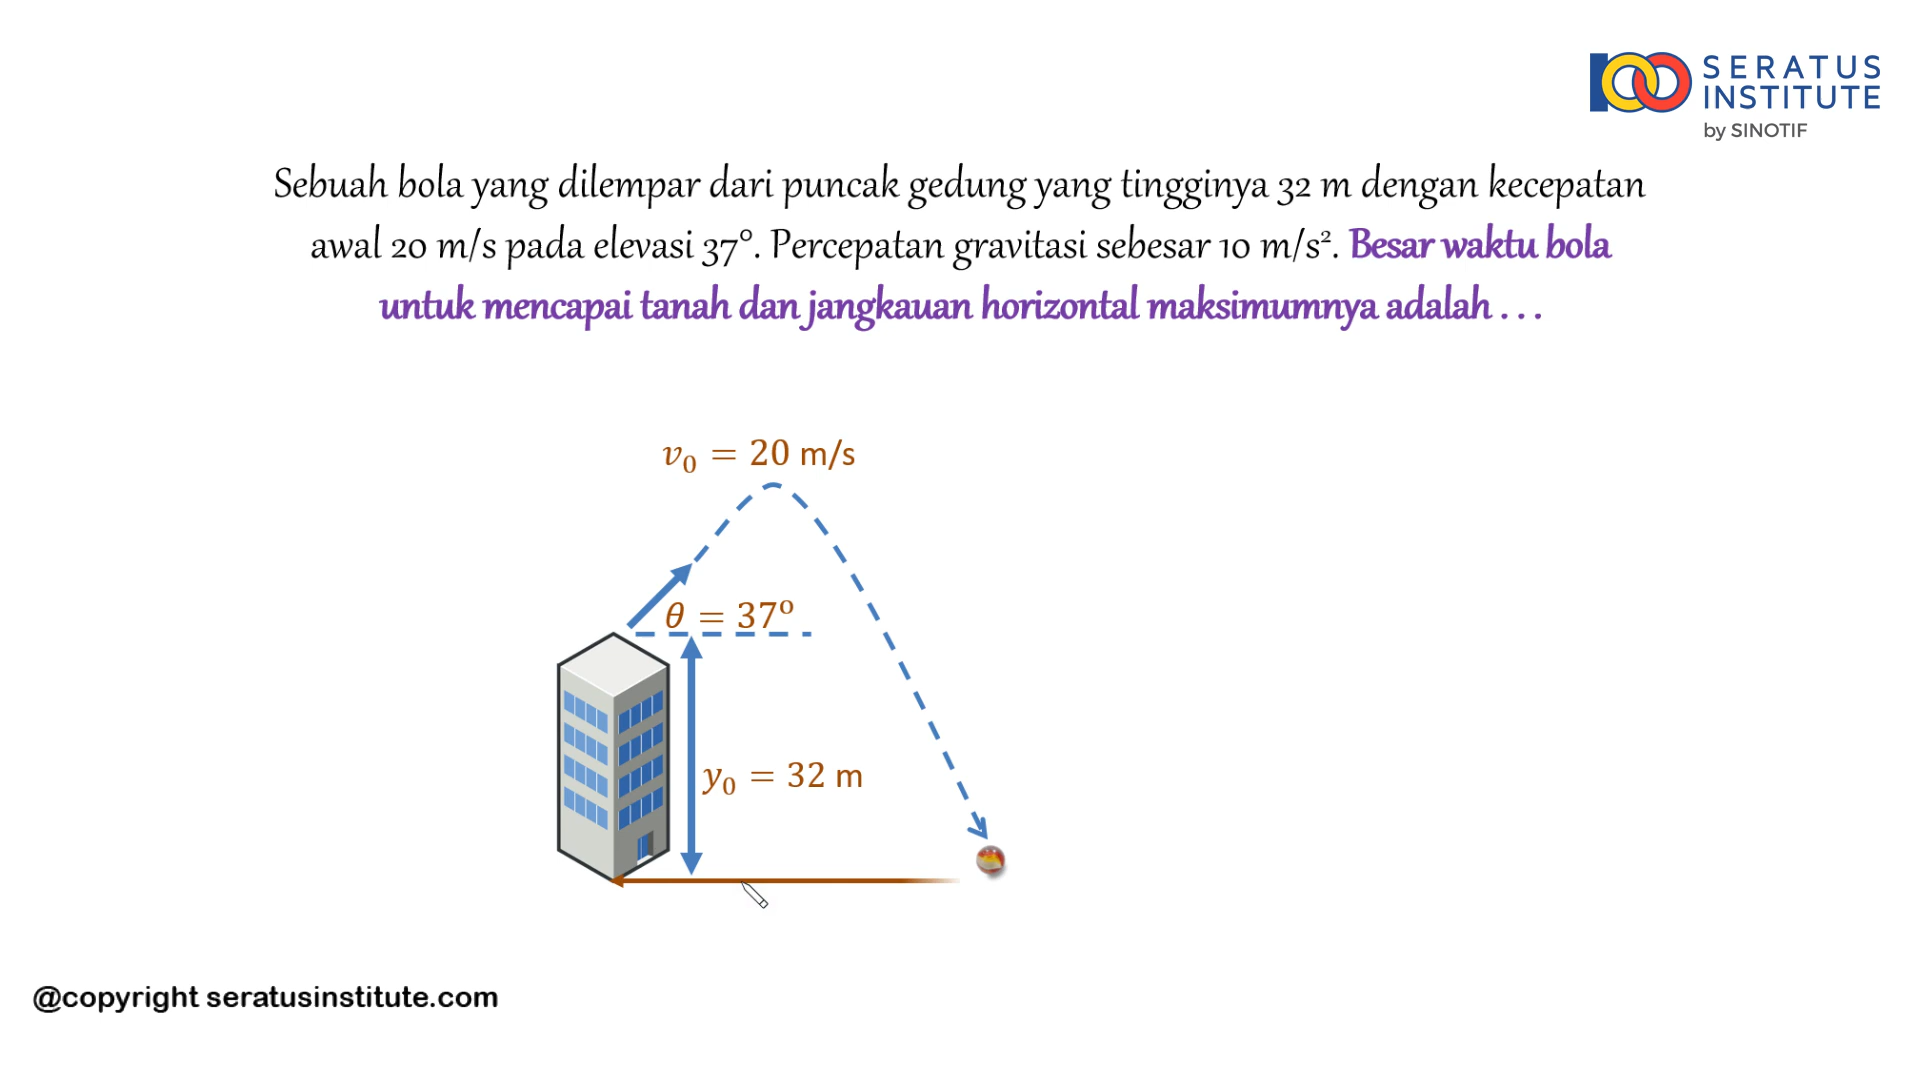 SERATUS
INSTITUTE
by SINOTIF
Sebuah bola yang dilempar dari puncak gedung yang tingginya 32 m dengan kecepatan
awal 20 m/s pada elevasi 37°. Percepatan gravitasi sebesar 10 m/s². Besar waktu bola
untuk mencapai tanah dan jangkauan horizontal maksimumnya adalah . . .
v₀ = 20 m/s
θ = 37⁰
y₀ = 32 m
@copyright seratusinstitute.com